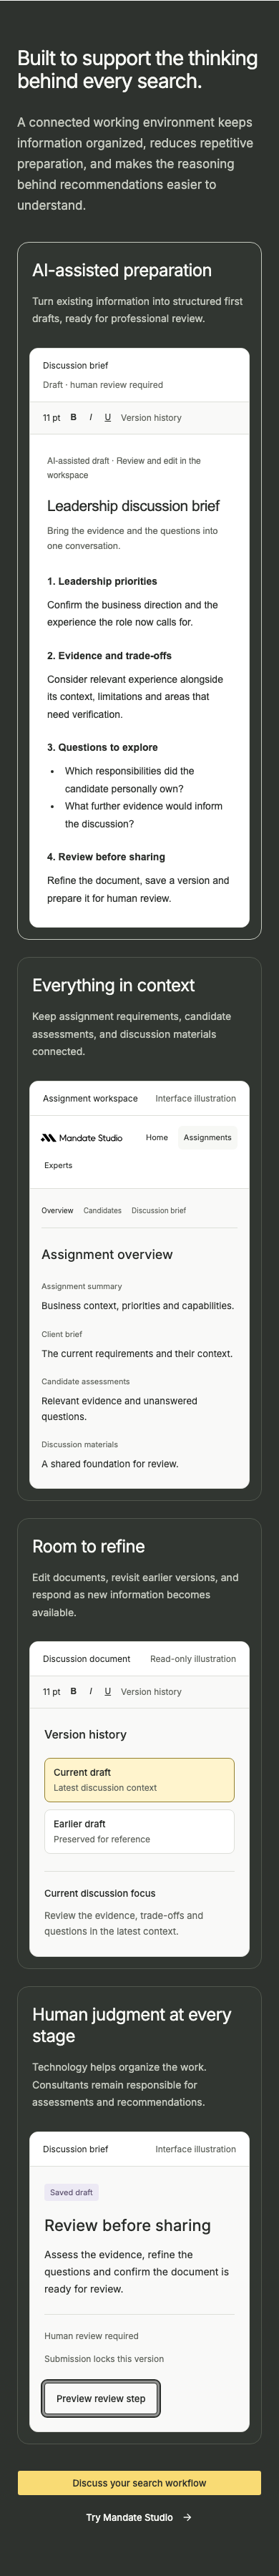 Built to support the thinking
behind every search.
A connected working environment keeps
information organized, reduces repetitive
preparation, and makes the reasoning
behind recommendations easier to
understand.
AI-assisted preparation
Turn existing information into structured first
drafts, ready for professional review.
Discussion brief
Draft · human review required
11 pt B I U Version history
AI-assisted draft · Review and edit in the
workspace
Leadership discussion brief
Bring the evidence and the questions into
one conversation.
1. Leadership priorities
Confirm the business direction and the
experience the role now calls for.
2. Evidence and trade-offs
Consider relevant experience alongside
its context, limitations and areas that
need verification.
3. Questions to explore
• Which responsibilities did the
candidate personally own?
• What further evidence would inform
the discussion?
4. Review before sharing
Refine the document, save a version and
prepare it for human review.
Everything in context
Keep assignment requirements, candidate
assessments, and discussion materials
connected.
Assignment workspace Interface illustration
Mandate Studio Home Assignments
Experts
Overview Candidates Discussion brief
Assignment overview
Assignment summary
Business context, priorities and capabilities.
Client brief
The current requirements and their context.
Candidate assessments
Relevant evidence and unanswered
questions.
Discussion materials
A shared foundation for review.
Room to refine
Edit documents, revisit earlier versions, and
respond as new information becomes
available.
Discussion document Read-only illustration
11 pt B I U Version history
Version history
Current draft
Latest discussion context
Earlier draft
Preserved for reference
Current discussion focus
Review the evidence, trade-offs and
questions in the latest context.
Human judgment at every
stage
Technology helps organize the work.
Consultants remain responsible for
assessments and recommendations.
Discussion brief Interface illustration
Saved draft
Review before sharing
Assess the evidence, refine the
questions and confirm the document is
ready for review.
Human review required
Submission locks this version
Preview review step
Discuss your search workflow
Try Mandate Studio →